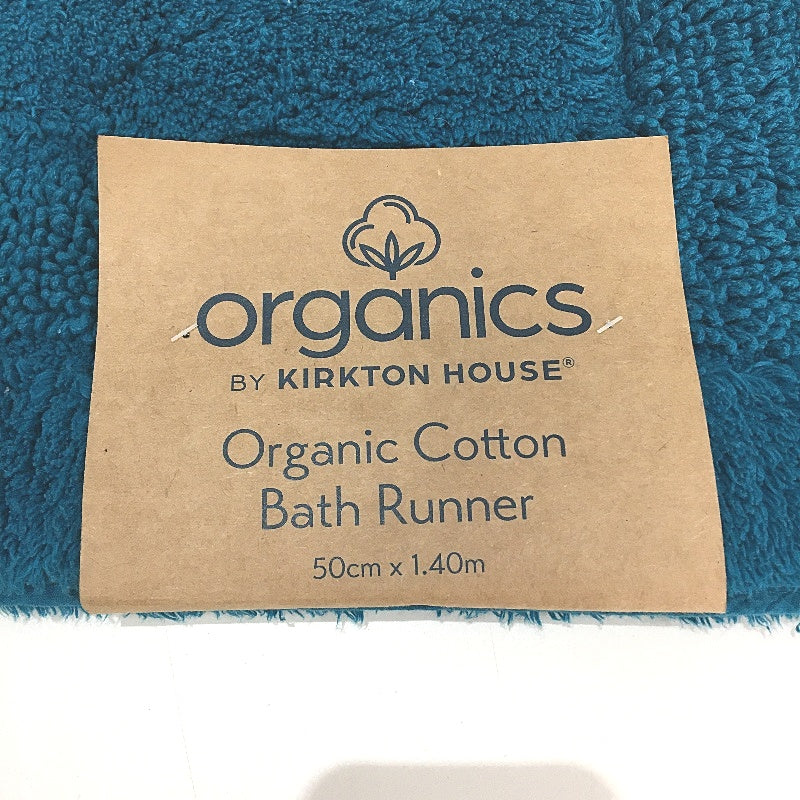 organics
BY KIRKTON HOUSE®
Organic Cotton
Bath Runner
50cm x 1.40m